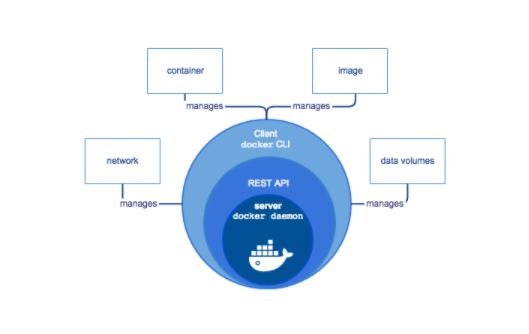 container
image
manages
manages
Client
docker CLI
network
data volumes
REST API
server
docker daemon
manages
manages